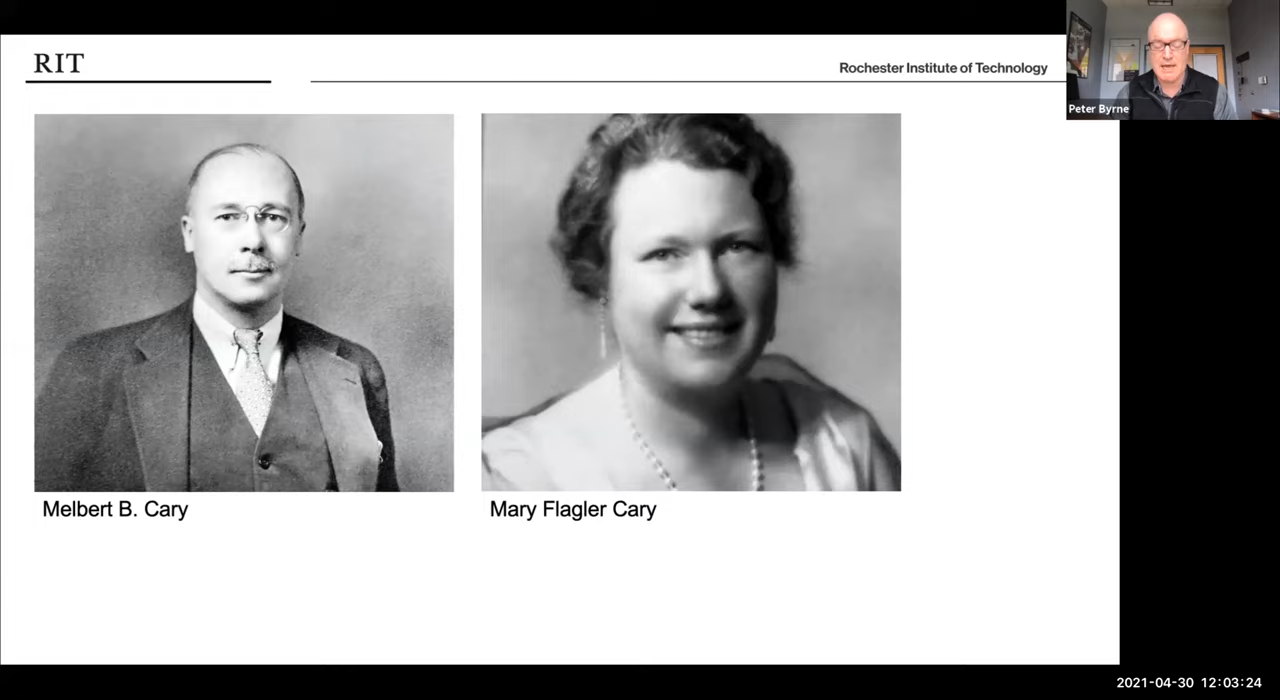 RIT
Rochester Institute of Technology
Peter Byrne
Melbert B. Cary
Mary Flagler Cary
2021-04-30 12:03:24